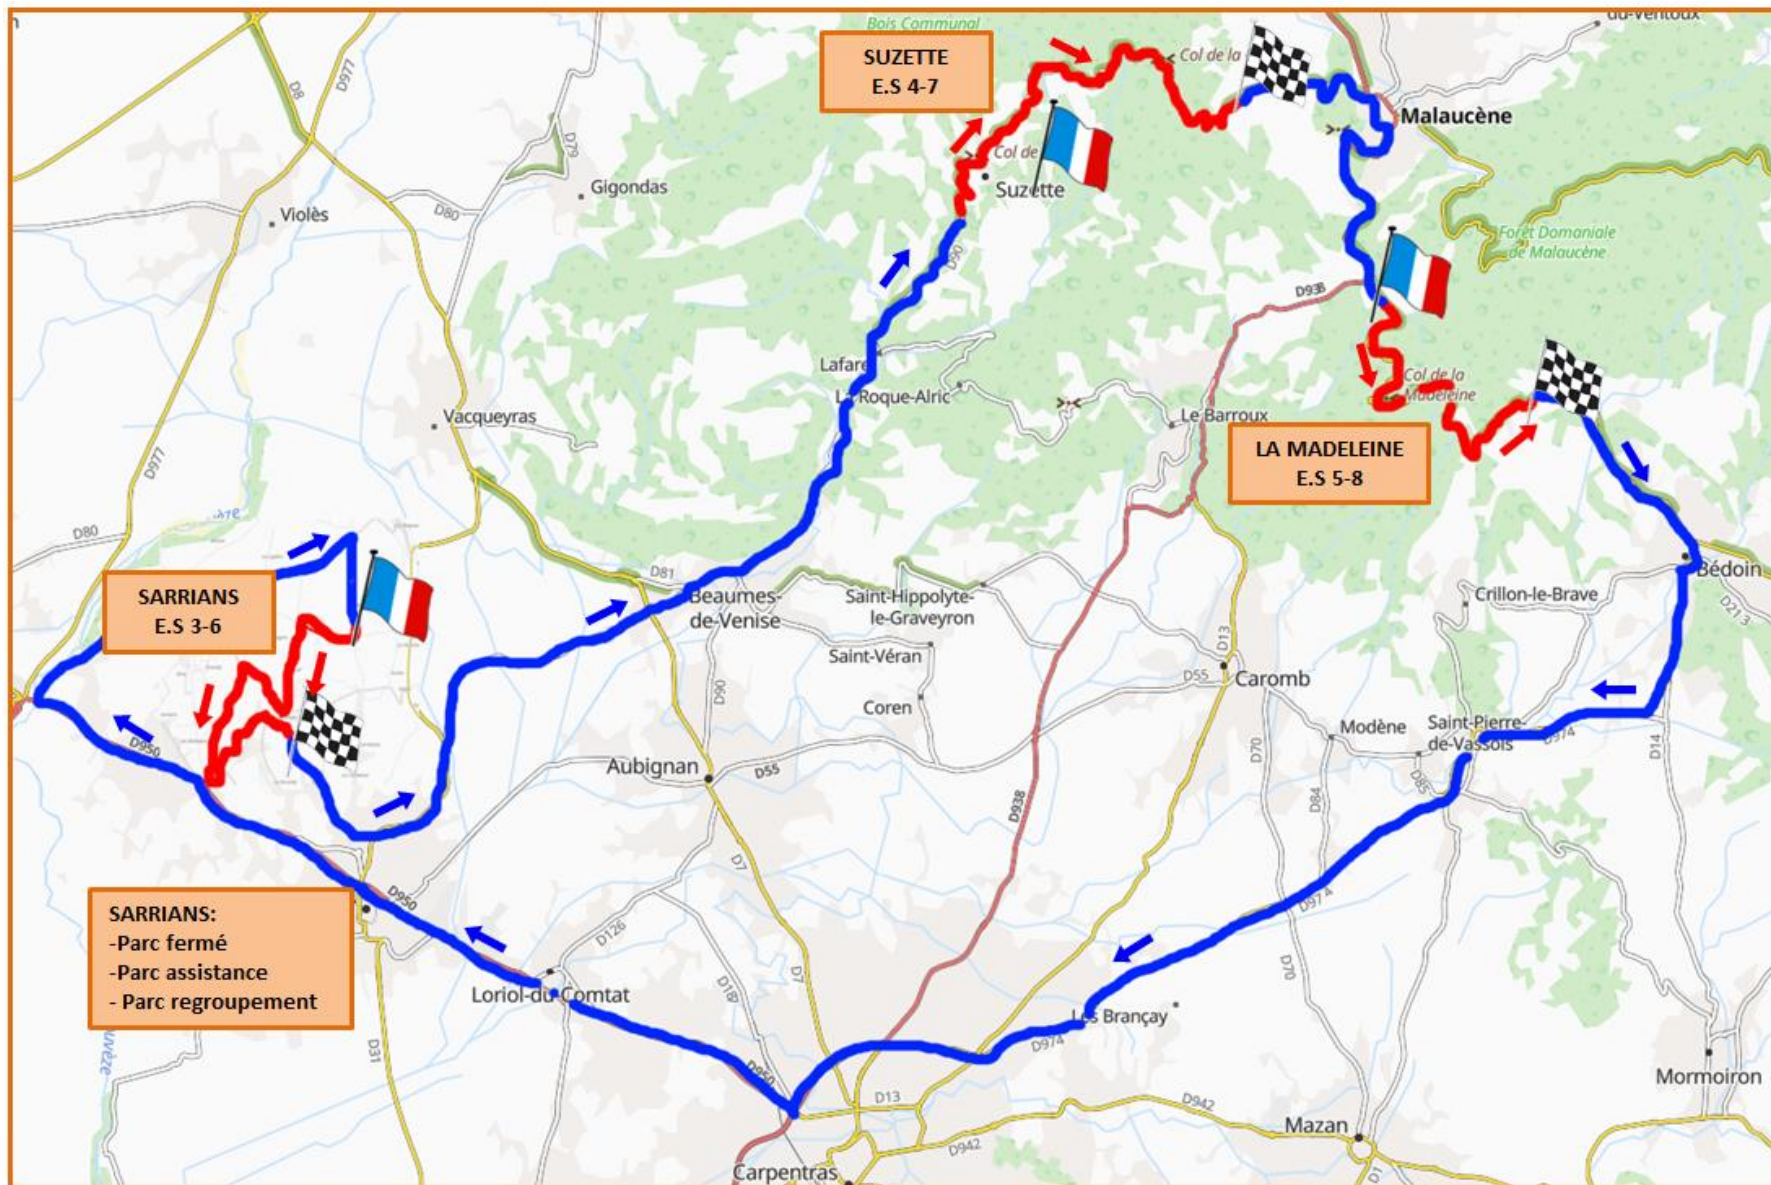 Bois Communal
du-Ventoux
SUZETTE
E.S 4-7
Col de la
D8
D977
Malaucène
D79
Col de
Suzette
Gigondas
D80
Violès
Forêt Domaniale
de Malaucène
D90
D938
Lafare
La Roque-Alric
Col de la
Madeleine
Vacqueyras
Le Barroux
LA MADELEINE
E.S 5-8
D977
D80
D81
Bédoin
SARRIANS
E.S 3-6
Beaumes-
de-Venise
Saint-Hippolyte-
le-Graveyron
Crillon-le-Brave
D213
D13
Saint-Véran
D55
Caromb
D90
Coren
Modène
Saint-Pierre-
de-Vassols
D974
D14
D950
Aubignan
D55
D70
D84
D85
D938
D7
D974
D950
SARRIANS:
-Parc fermé
-Parc assistance
- Parc regroupement
D126
D70
D7
D187
Loriol-du-Comtat
Les Brançay
D31
D974
D950
Mormoiron
D13
D942
Mazan
D942
D1
Carpentras